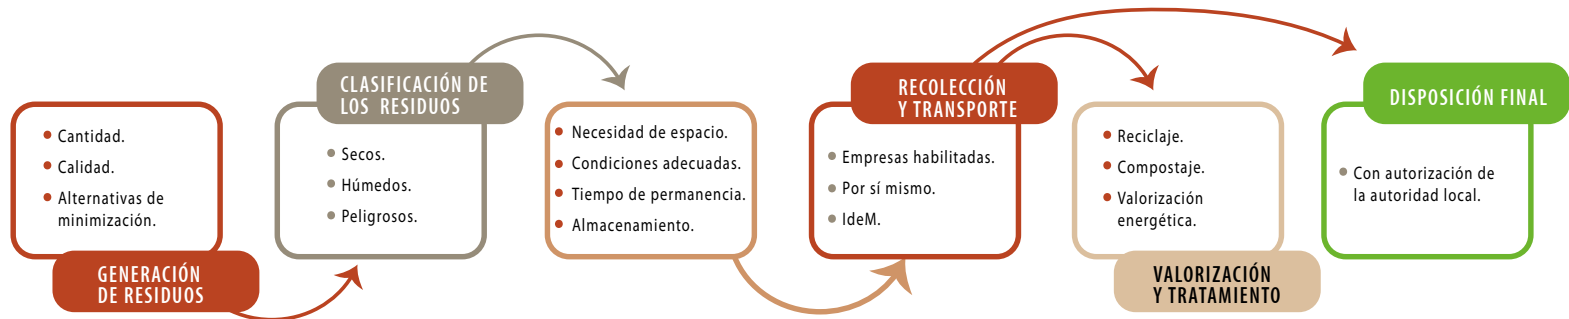 Cantidad.
Calidad.
Alternativas de
minimización.
GENERACIÓN
DE RESIDUOS
CLASIFICACIÓN DE
LOS RESIDUOS
Secos.
Húmedos.
Peligrosos.
Necesidad de espacio.
Condiciones adecuadas.
Tiempo de permanencia.
Almacenamiento.
RECOLECCIÓN
Y TRANSPORTE
Empresas habilitadas.
Por sí mismo.
IdeM.
Reciclaje.
Compostaje.
Valorización
energética.
VALORIZACIÓN
Y TRATAMIENTO
DISPOSICIÓN FINAL
Con autorización de
la autoridad local.